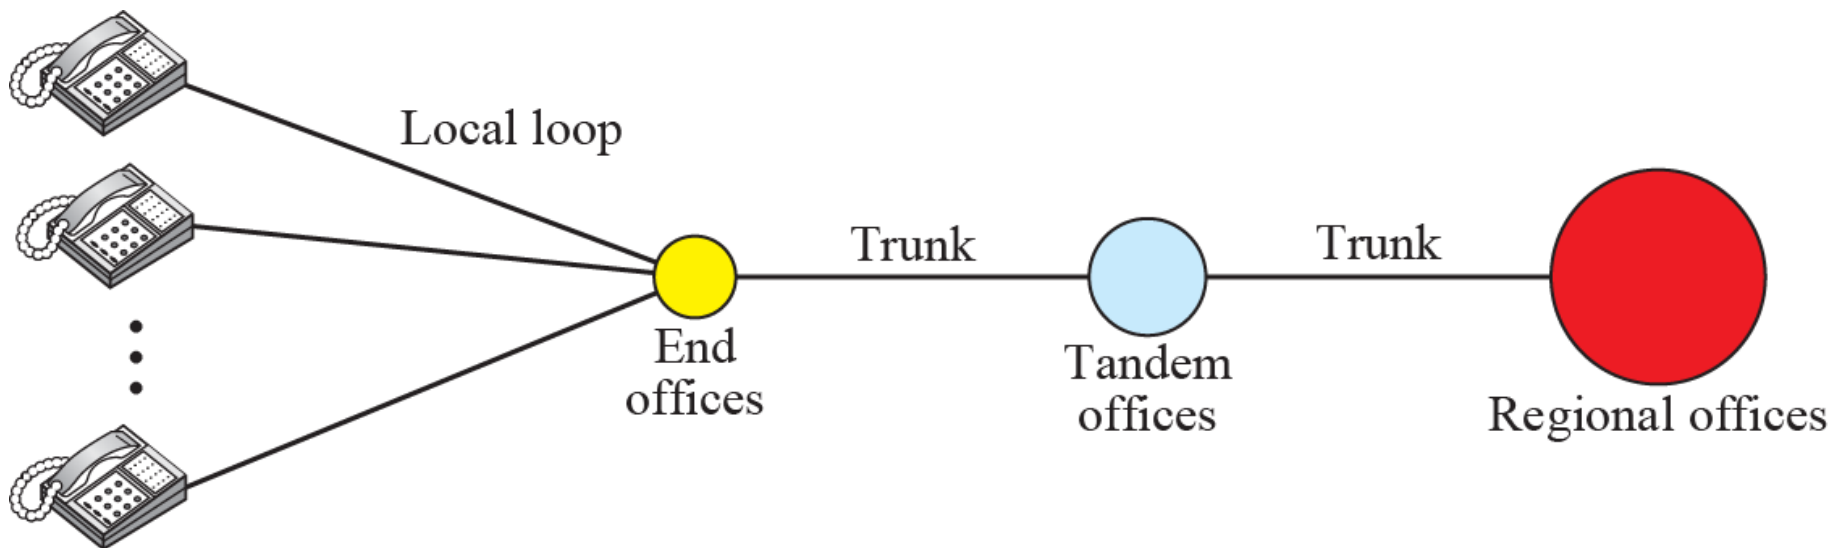 Local loop
Trunk
Trunk
End
offices
Tandem
offices
Regional offices